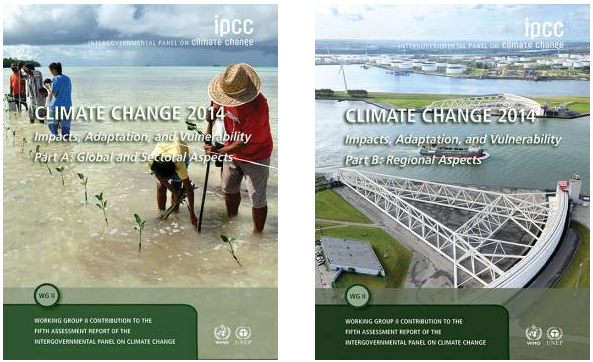 ipcc
INTERGOVERNMENTAL PANEL ON climate change
CLIMATE CHANGE 2014
Impacts, Adaptation, and Vulnerability
Part A: Global and Sectoral Aspects
WG II
WORKING GROUP II CONTRIBUTION TO THE
FIFTH ASSESSMENT REPORT OF THE
INTERGOVERNMENTAL PANEL ON CLIMATE CHANGE
WMO UNEP
ipcc
INTERGOVERNMENTAL PANEL ON climate change
CLIMATE CHANGE 2014
Impacts, Adaptation, and Vulnerability
Part B: Regional Aspects
WG II
WORKING GROUP II CONTRIBUTION TO THE
FIFTH ASSESSMENT REPORT OF THE
INTERGOVERNMENTAL PANEL ON CLIMATE CHANGE
WMO UNEP